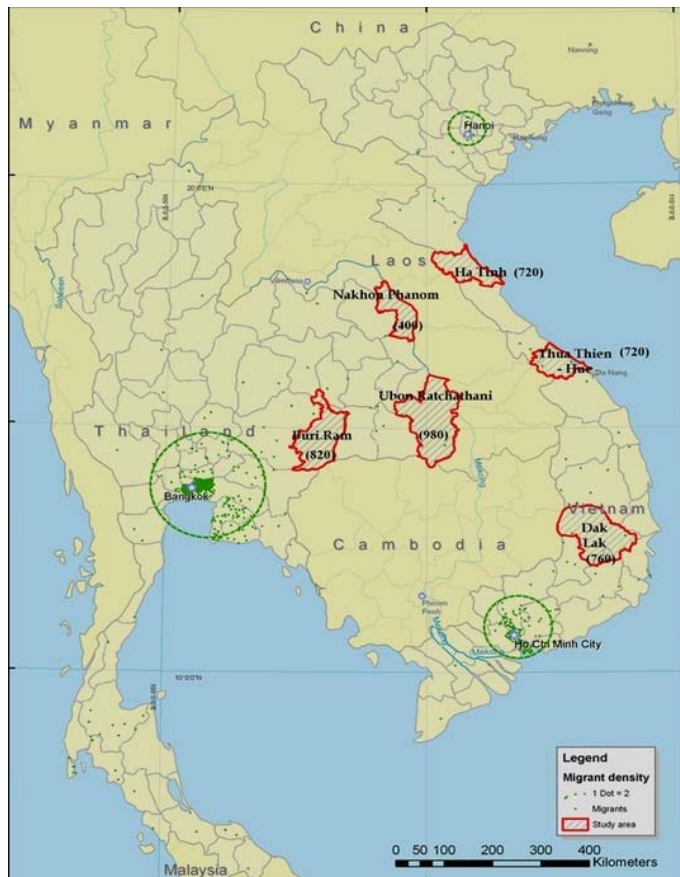 China
Nanning
Myanmar
Hanoi
20°0'0"N
Laos
Ha Tinh (720)
Vientiane
Salween
Nakhon Phanom
(400)
Thua Thien (720)
- Hue
Da Nang
Ubon Ratchathani
Thailand
Buri Ram
(980)
(820)
Mekong
Bangkok
Vietnam
Cambodia
Dak
Lak
(760)
Phnom
Penh
Mekong
Ho Chi Minh City
Mekong
10°0'0"N
Legend
Migrant density
1 Dot = 2
Migrants
Study area
0 50 100 200 300 400
Kilometers
Malaysia